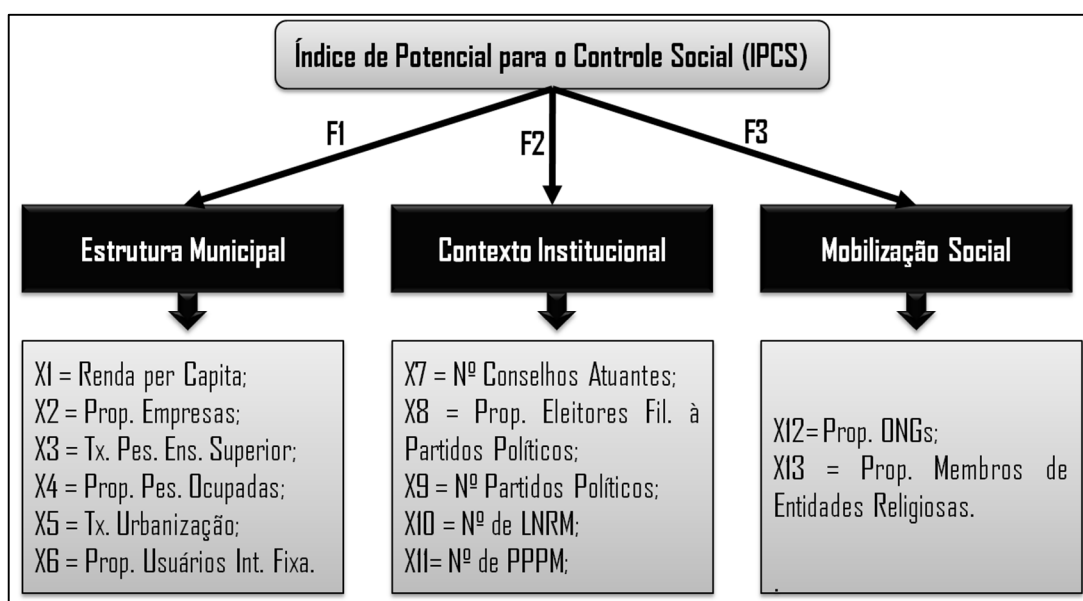 Índice de Potencial para o Controle Social (IPCS)
F1
F2
F3
Estrutura Municipal
Contexto Institucional
Mobilização Social
X1 = Renda per Capita;
X2 = Prop. Empresas;
X3 = Tx. Pes. Ens. Superior;
X4 = Prop. Pes. Ocupadas;
X5 = Tx. Urbanização;
X6 = Prop. Usuários Int. Fixa.
X7 = Nº Conselhos Atuantes;
X8 = Prop. Eleitores Fil. à
Partidos Políticos;
X9 = Nº Partidos Políticos;
X10 = Nº de LNRM;
X11= Nº de PPPM;
X12= Prop. ONGs;
X13 = Prop. Membros de
Entidades Religiosas.
.